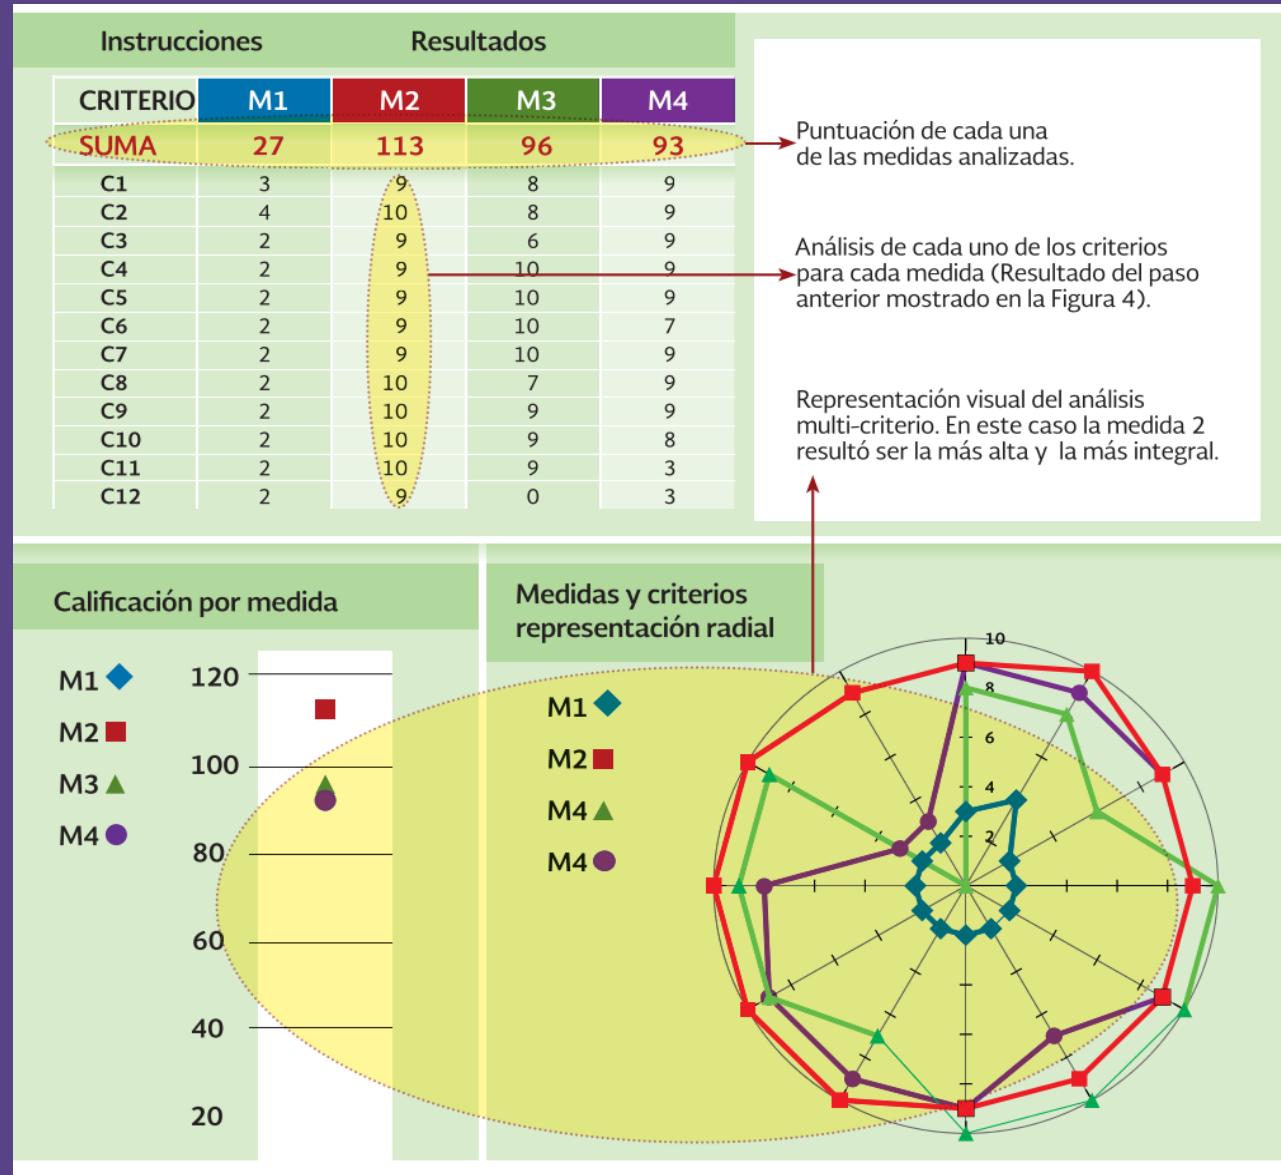 Instrucciones Resultados
CRITERIO M1 M2 M3 M4
SUMA 27 113 96 93
C1 3 9 8 9
C2 4 10 8 9
C3 2 9 6 9
C4 2 9 10 9
C5 2 9 10 9
C6 2 9 10 7
C7 2 9 10 9
C8 2 10 7 9
C9 2 10 9 9
C10 2 10 9 8
C11 2 10 9 3
C12 2 9 0 3
Puntuación de cada una
de las medidas analizadas.
Análisis de cada uno de los criterios
para cada medida (Resultado del paso
anterior mostrado en la Figura 4).
Representación visual del análisis
multi-criterio. En este caso la medida 2
resultó ser la más alta y la más integral.
Calificación por medida
M1
M2
M3
M4
120
100
80
60
40
20
Medidas y criterios
representación radial
M1
M2
M4
M4
10
8
6
4
2